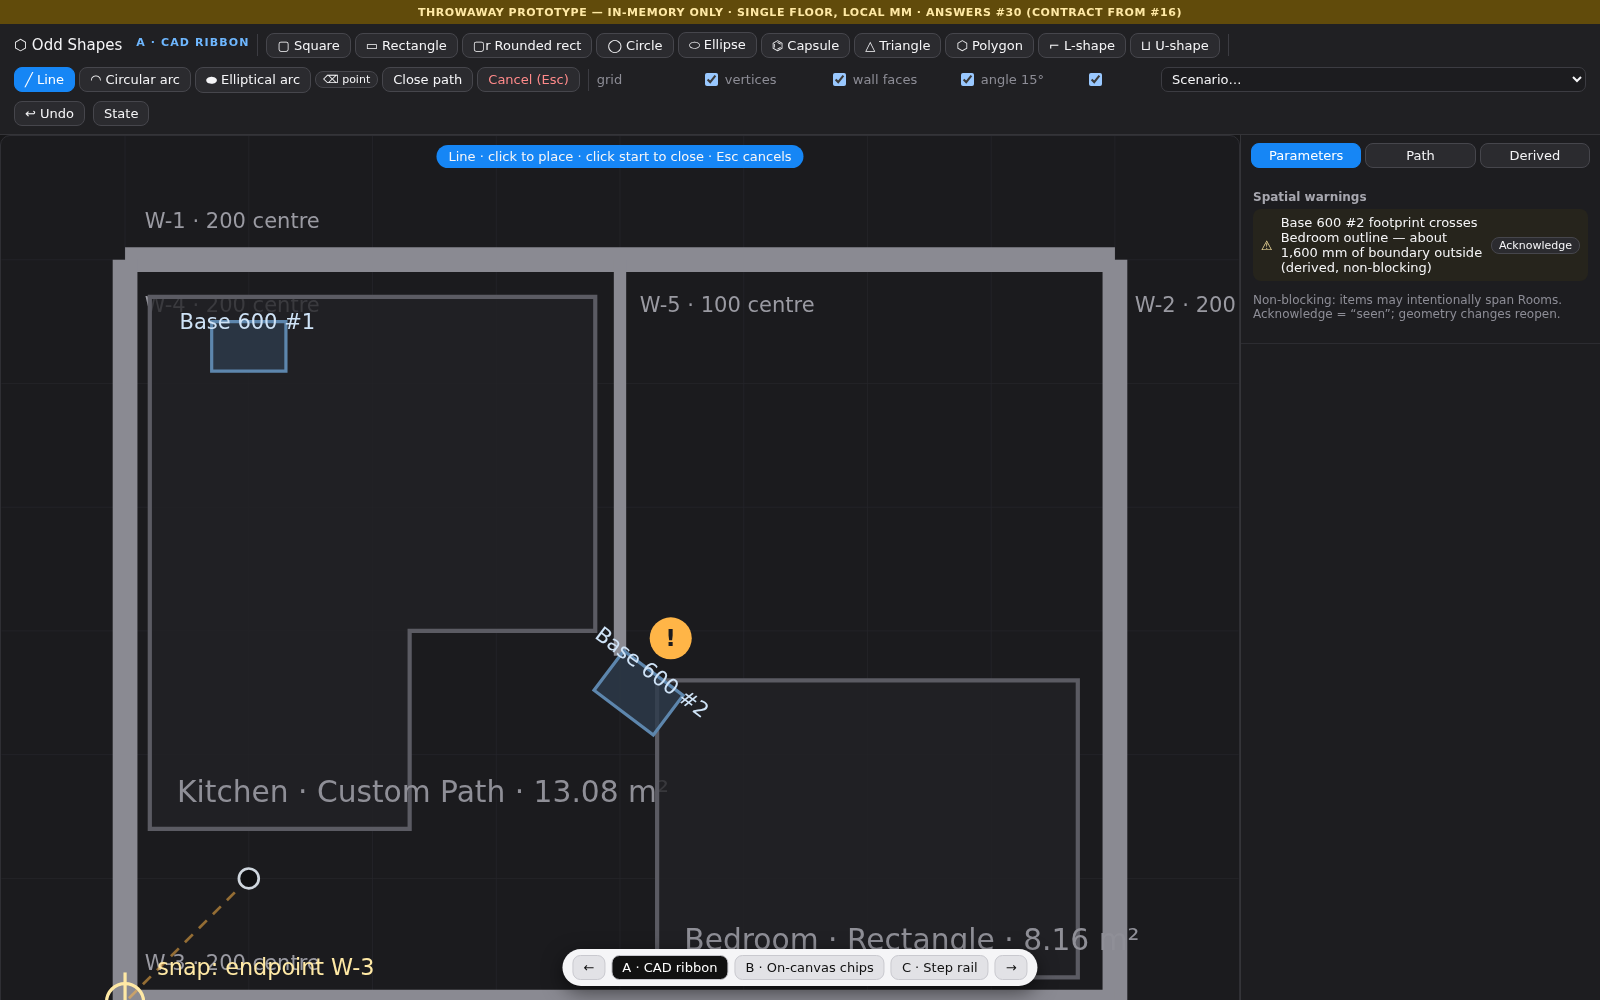 THROWAWAY PROTOTYPE — IN-MEMORY ONLY · SINGLE FLOOR, LOCAL MM · ANSWERS #30 (CONTRACT FROM #16)
⬡ Odd Shapes A · CAD RIBBON ▢ Square ▭ Rectangle ▢r Rounded rect ◯ Circle ⬭ Ellipse ⌬ Capsule △ Triangle ⬡ Polygon ⌐ L-shape ⊔ U-shape
╱ Line ◠ Circular arc ⬬ Elliptical arc ⌫ point Close path Cancel (Esc) grid vertices wall faces angle 15° Scenario…
↩ Undo State
Line · click to place · click start to close · Esc cancels
Parameters Path Derived
Spatial warnings
⚠ Base 600 #2 footprint crosses
Bedroom outline — about
1,600 mm of boundary outside
(derived, non-blocking)
Acknowledge
Non-blocking: items may intentionally span Rooms.
Acknowledge = “seen”; geometry changes reopen.
W-1 · 200 centre
W-4 · 200 centre
W-5 · 100 centre
W-2 · 200
Base 600 #1
!
Base 600 #2
Kitchen · Custom Path · 13.08 m²
Bedroom · Rectangle · 8.16 m²
W-3 · 200 centre
snap: endpoint W-3
← A · CAD ribbon B · On-canvas chips C · Step rail →